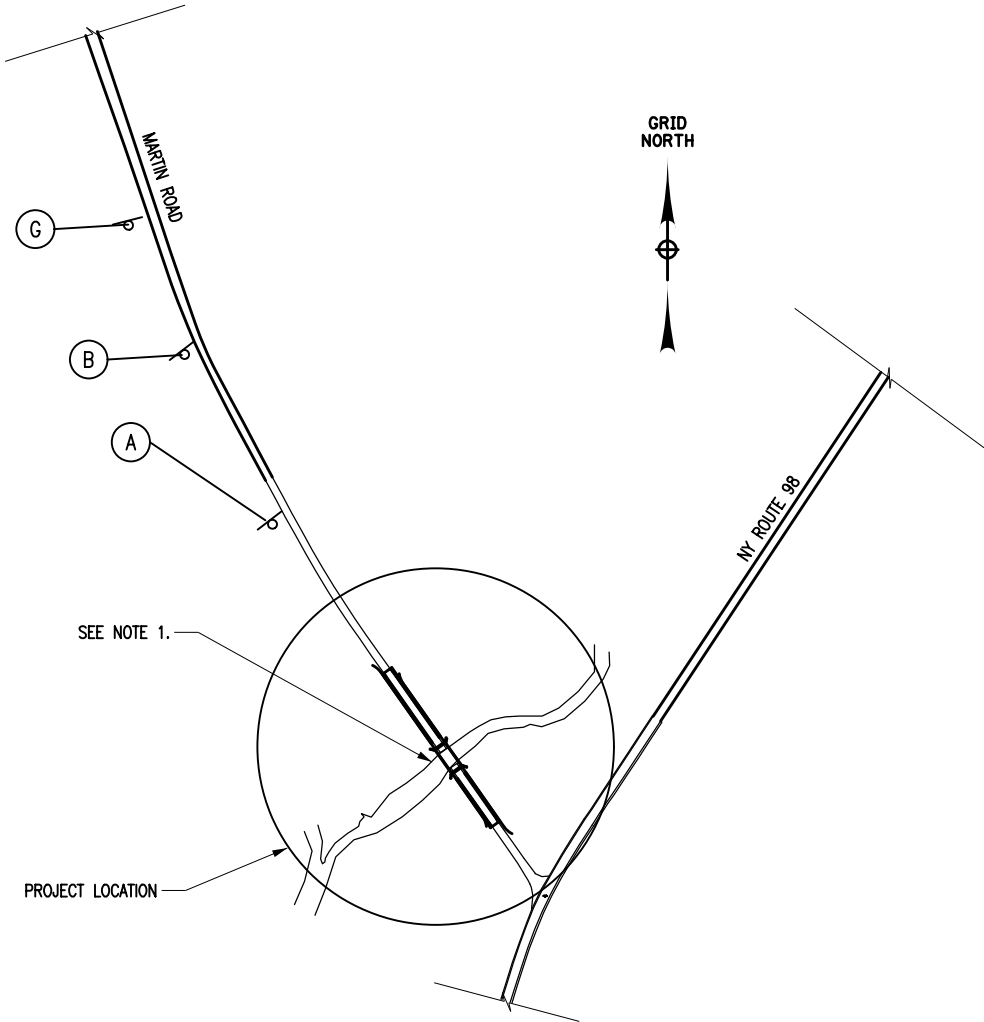 GRID
NORTH
MARTIN ROAD
G
B
A
NY ROUTE 98
SEE NOTE 1.
PROJECT LOCATION